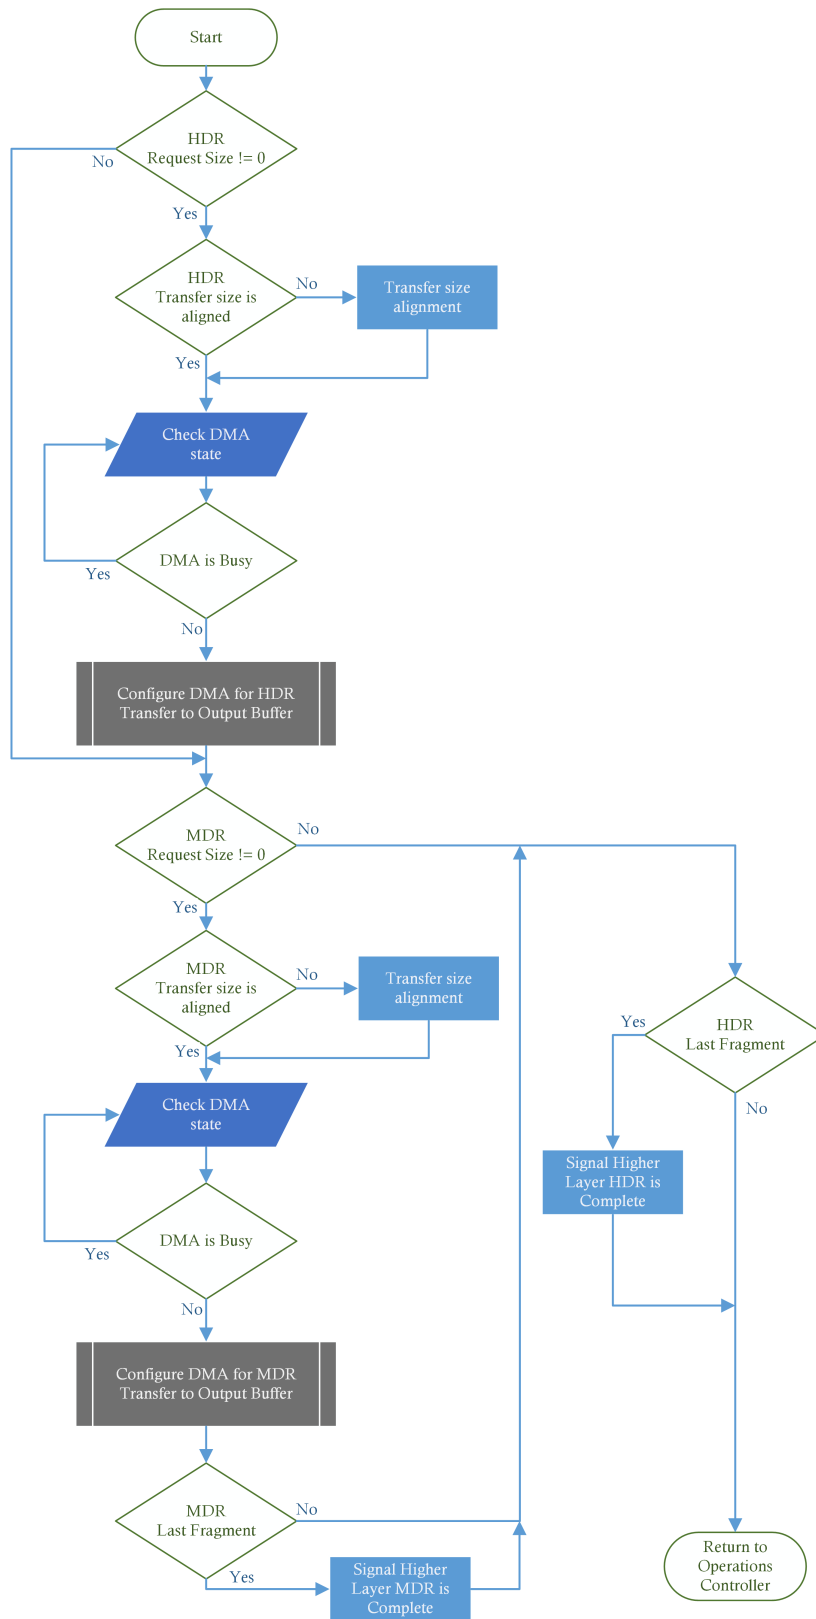 Start
HDR
Request Size != 0
No
Yes
HDR
Transfer size is
aligned
No
Transfer size
alignment
Yes
Check DMA
state
DMA is Busy
Yes
No
Configure DMA for HDR
Transfer to Output Buffer
MDR
Request Size != 0
No
Yes
MDR
Transfer size is
aligned
No
Transfer size
alignment
Yes
Check DMA
state
DMA is Busy
Yes
No
Configure DMA for MDR
Transfer to Output Buffer
MDR
Last Fragment
No
Yes
Signal Higher
Layer MDR is
Complete
HDR
Last Fragment
Yes
No
Signal Higher
Layer HDR is
Complete
Return to
Operations
Controller